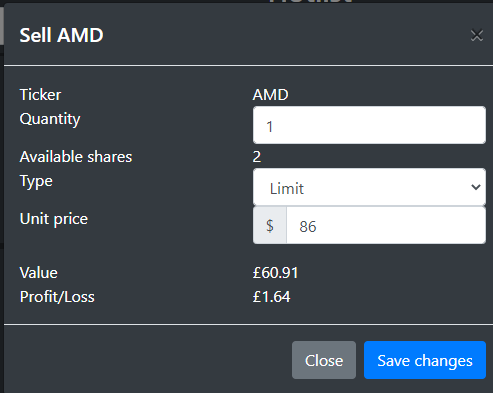 Sell AMD ×
Ticker AMD
Quantity 1
Available shares 2
Type Limit
Unit price $ 86
Value £60.91
Profit/Loss £1.64
Close Save changes